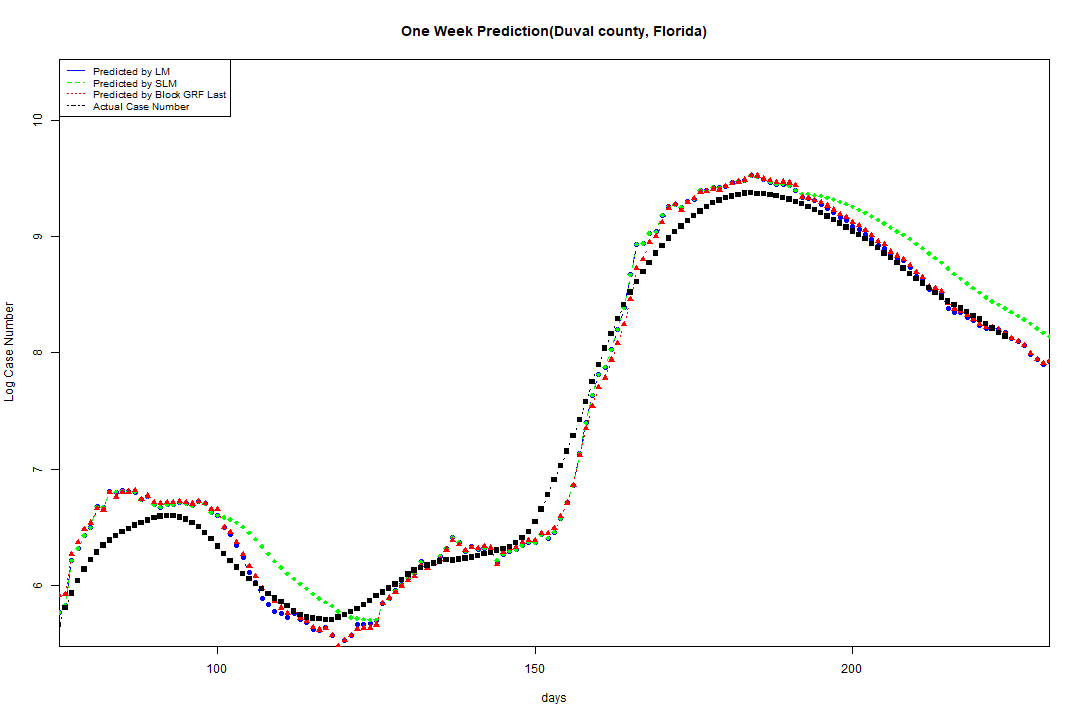 One Week Prediction(Duval county, Florida)
Predicted by LM
Predicted by SLM
Predicted by Block GRF Last
Actual Case Number
10
9
8
7
6
Log Case Number
100
150
200
days